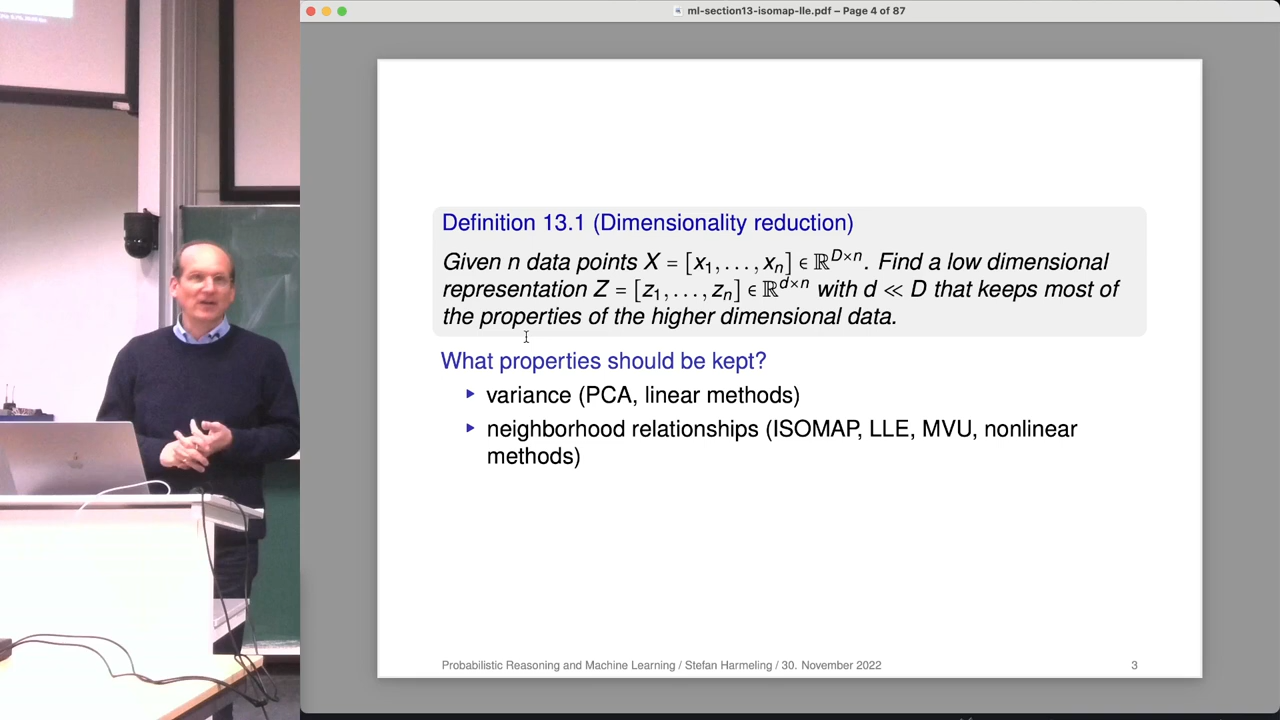 ml-section13-isomap-lle.pdf – Page 4 of 87
Definition 13.1 (Dimensionality reduction)
Given n data points X = [x₁, . . . , xₙ] ∈ ℝᴰˣⁿ. Find a low dimensional
representation Z = [z₁, . . . , zₙ] ∈ ℝᵈˣⁿ with d ≪ D that keeps most of
the properties of the higher dimensional data.
What properties should be kept?
▸ variance (PCA, linear methods)
▸ neighborhood relationships (ISOMAP, LLE, MVU, nonlinear
methods)
Probabilistic Reasoning and Machine Learning / Stefan Harmeling / 30. November 2022 3